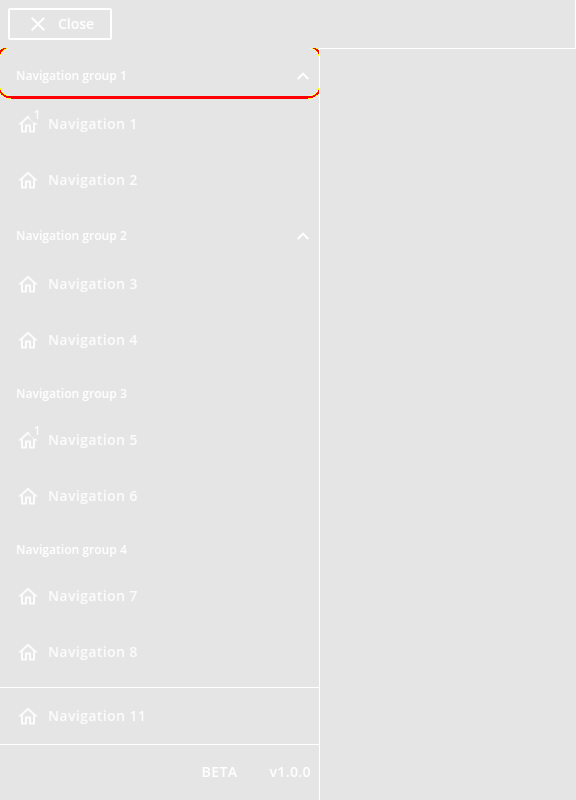 Close
Navigation group 1
1
Navigation 1
Navigation 2
Navigation group 2
Navigation 3
Navigation 4
Navigation group 3
1
Navigation 5
Navigation 6
Navigation group 4
Navigation 7
Navigation 8
Navigation 11
BETA v1.0.0